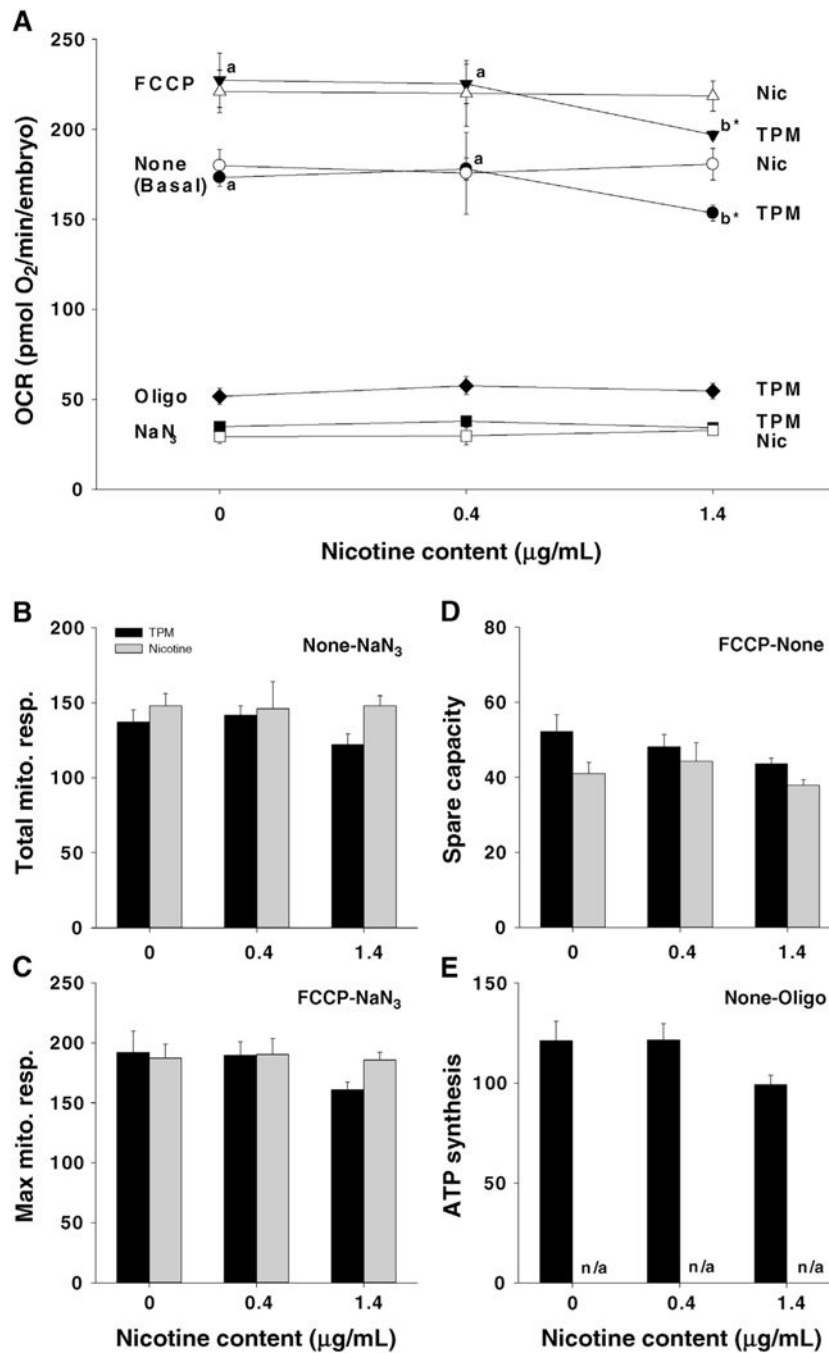 A
250
200
150
100
50
0
OCR (pmol O₂/min/embryo)
FCCP
None
(Basal)
Oligo
NaN₃
a
a
a
a
b*
b*
Nic
TPM
Nic
TPM
TPM
TPM
Nic
0
0.4
1.4
Nicotine content (μg/mL)
B
200
150
100
50
0
Total mito. resp.
TPM
Nicotine
None-NaN₃
0
0.4
1.4
D
80
60
40
20
0
Spare capacity
FCCP-None
0
0.4
1.4
C
250
200
150
100
50
0
Max mito. resp.
FCCP-NaN₃
0
0.4
1.4
Nicotine content (μg/mL)
E
150
100
50
0
ATP synthesis
None-Oligo
n/a
n/a
n/a
0
0.4
1.4
Nicotine content (μg/mL)